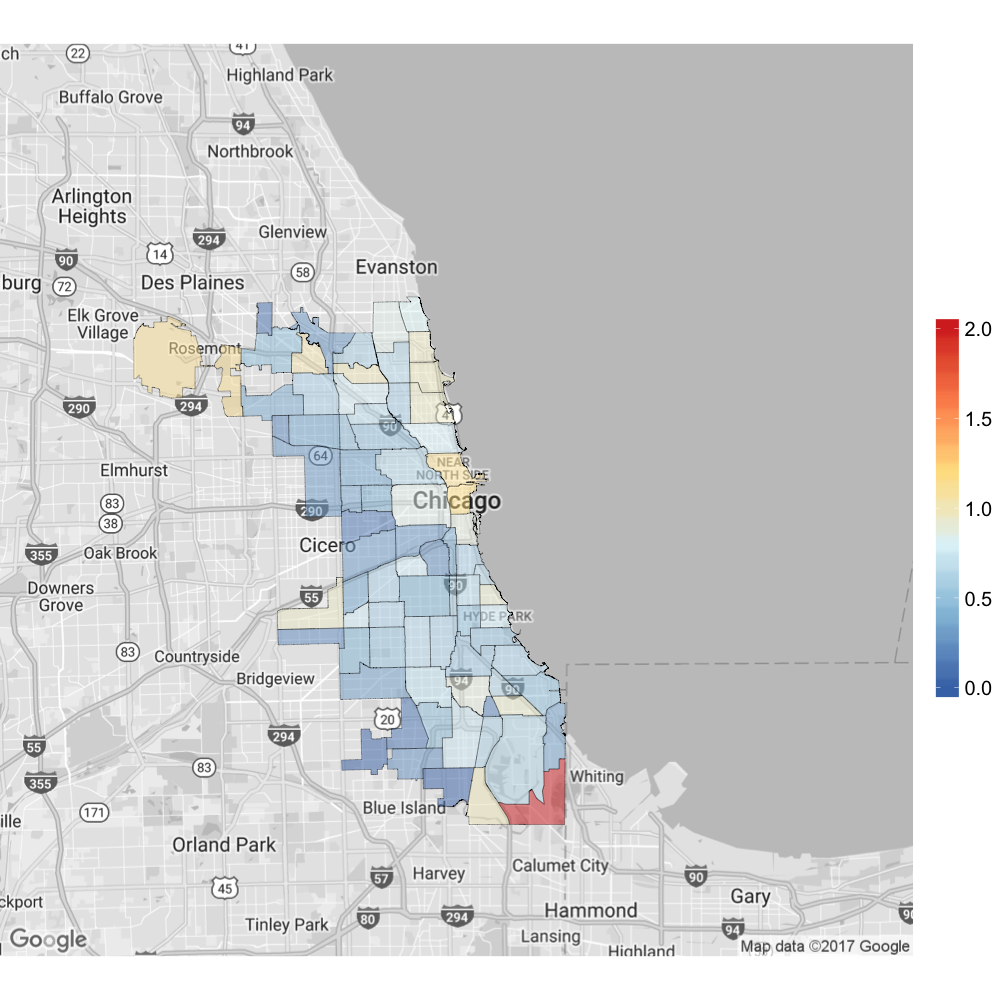 ch
22
41
Highland Park
Buffalo Grove
94
Northbrook
Arlington
Heights
294
Glenview
14
90
58
Evanston
burg
72
Des Plaines
Elk Grove
Village
Rosemont
290
294
41
90
64
NEAR
NORTH SIDE
Elmhurst
Chicago
83
290
38
Cicero
355
Oak Brook
Downers
Grove
55
90
HYDE PARK
83
Countryside
Bridgeview
94
90
20
294
55
83
355
Whiting
Blue Island
171
ille
Orland Park
Calumet City
57
Harvey
90
45
Gary
ckport
80
294
Hammond
90
Tinley Park
94
Lansing
Google
Highland
Map data ©2017 Google
2.0
1.5
1.0
0.5
0.0